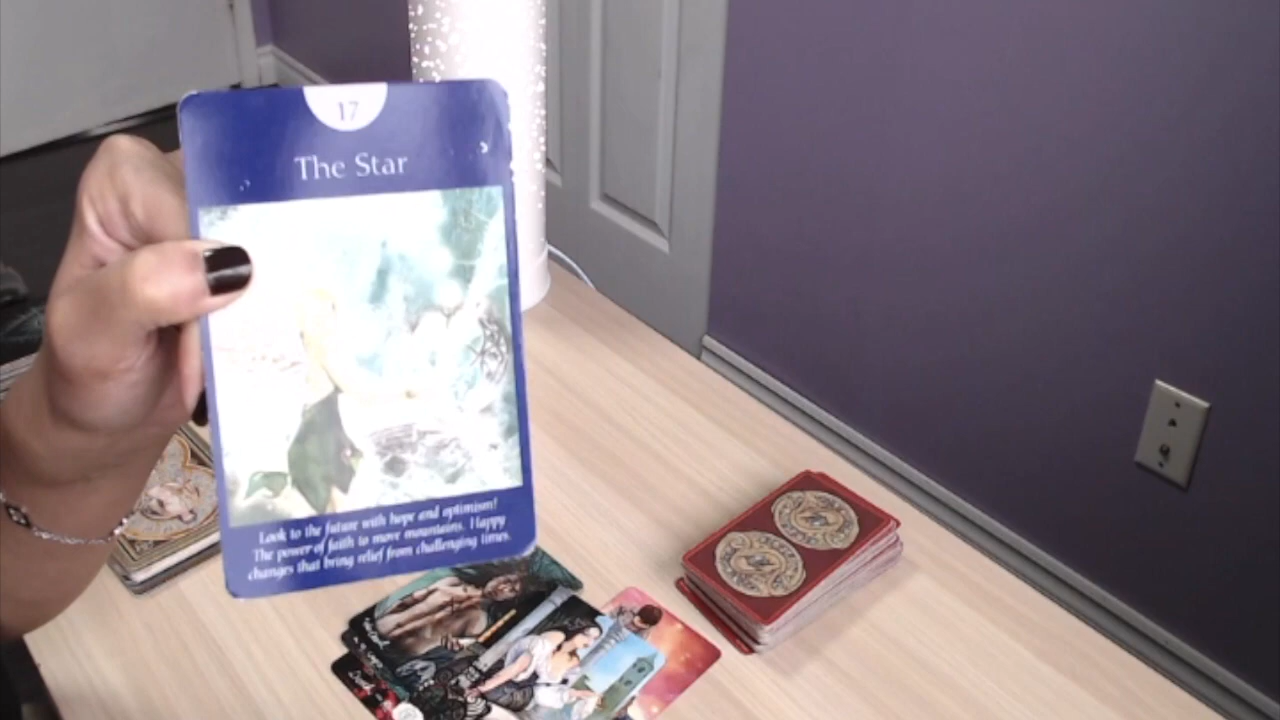 17
The Star
Look to the future with hope and optimism!
The power of faith to move mountains. Happy
changes that bring relief from challenging times.